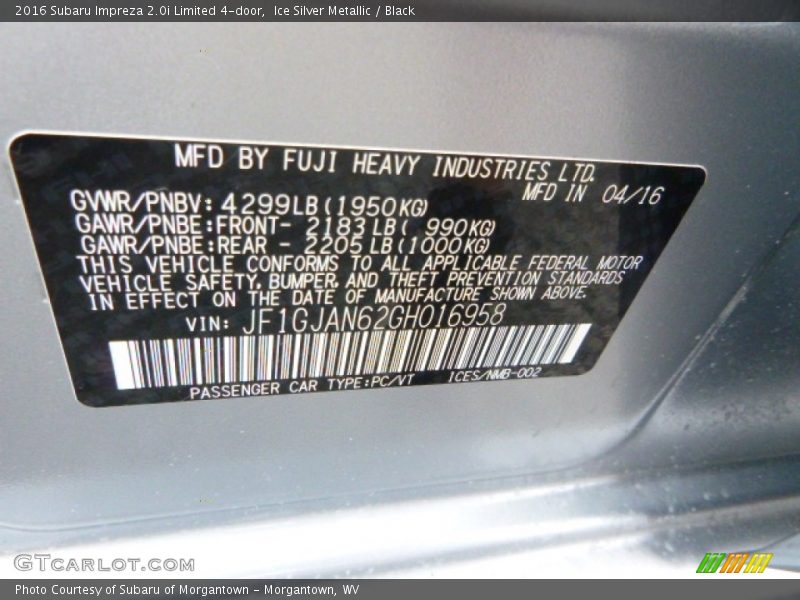 2016 Subaru Impreza 2.0i Limited 4-door,  Ice Silver Metallic / Black
MFD BY FUJI HEAVY INDUSTRIES LTD.
MFD IN 04/16
GVWR/PNBV: 4299LB(1950KG)
GAWR/PNBE:FRONT- 2183LB( 990KG)
GAWR/PNBE:REAR - 2205LB(1000KG)
THIS VEHICLE CONFORMS TO ALL APPLICABLE FEDERAL MOTOR
VEHICLE SAFETY, BUMPER, AND THEFT PREVENTION STANDARDS
IN EFFECT ON THE DATE OF MANUFACTURE SHOWN ABOVE.
VIN: JF1GJAN62GH016958
PASSENGER CAR TYPE:PC/VT ICES/NMB-002
GTCARLOT.COM
Photo Courtesy of Subaru of Morgantown - Morgantown, WV